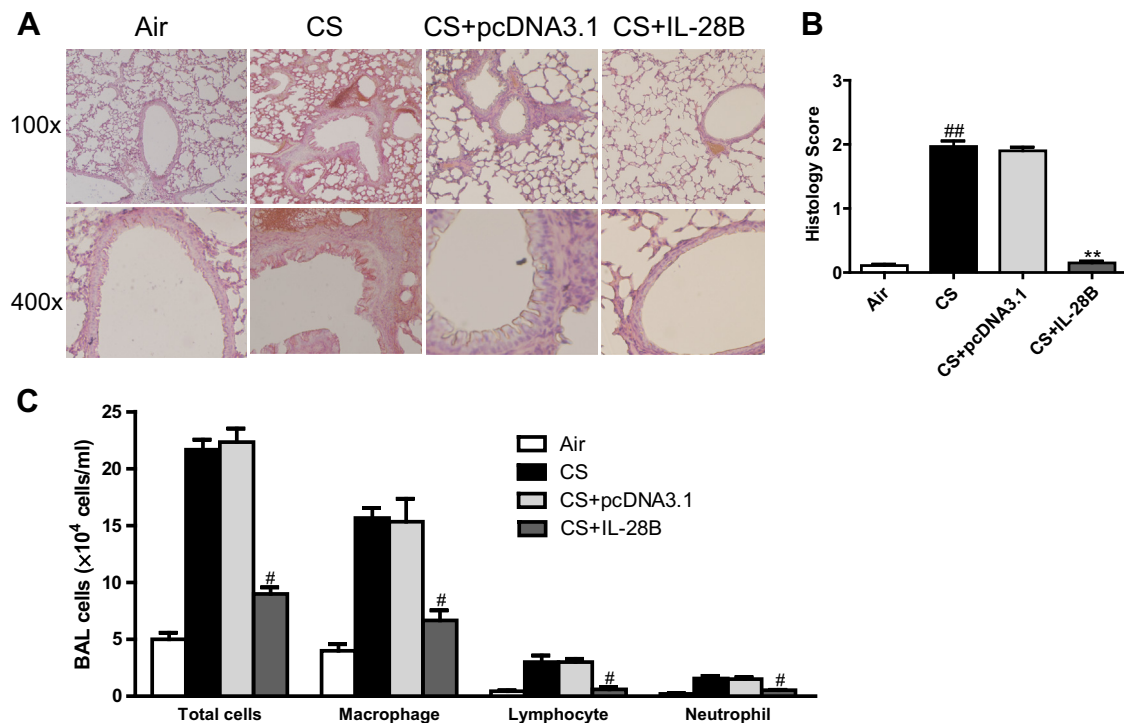 A
Air
CS
CS+pcDNA3.1
CS+IL-28B
100x
400x
B
Histology Score
3
2
1
0
##
**
Air
CS
CS+pcDNA3.1
CS+IL-28B
C
BAL cells (×10⁴ cells/ml)
25
20
15
10
5
0
Air
CS
CS+pcDNA3.1
CS+IL-28B
#
#
#
#
Total cells
Macrophage
Lymphocyte
Neutrophil